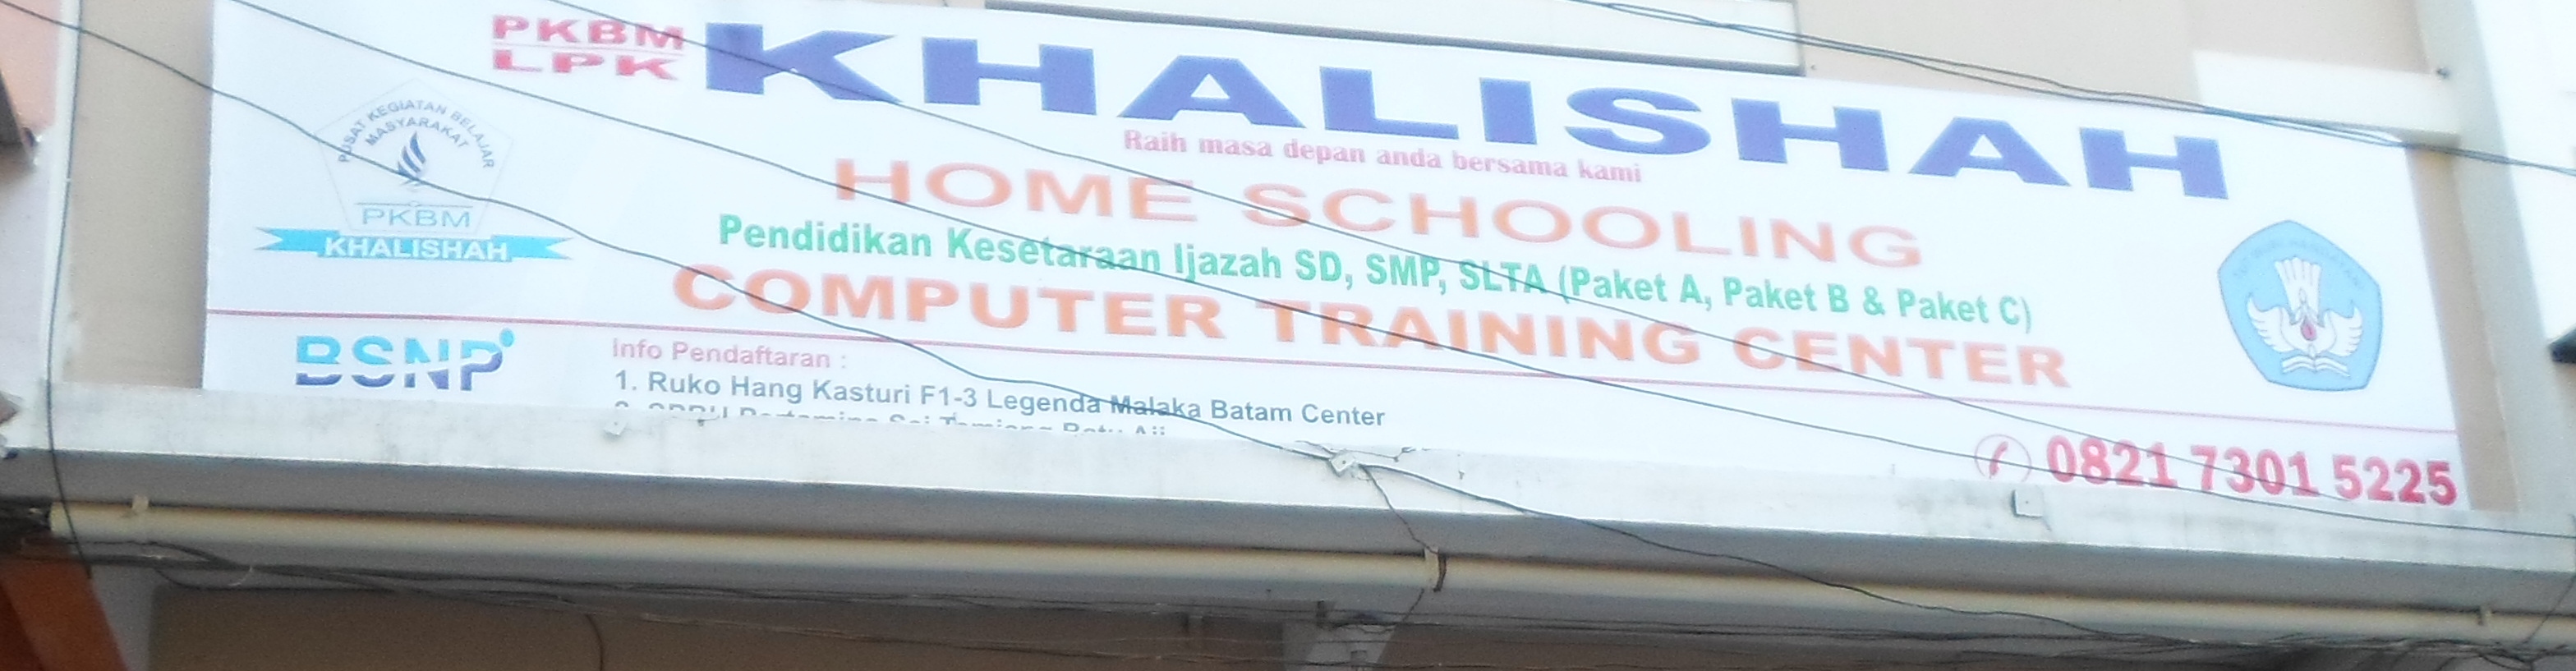 PKBM
LPK
KHALISHAH
Raih masa depan anda bersama kami
PUSAT KEGIATAN BELAJAR
MASYARAKAT
PKBM
KHALISHAH
HOME SCHOOLING
Pendidikan Kesetaraan Ijazah SD, SMP, SLTA (Paket A, Paket B & Paket C)
COMPUTER TRAINING CENTER
BSNP
Info Pendaftaran :
1. Ruko Hang Kasturi F1-3 Legenda Malaka Batam Center
0821 7301 5225